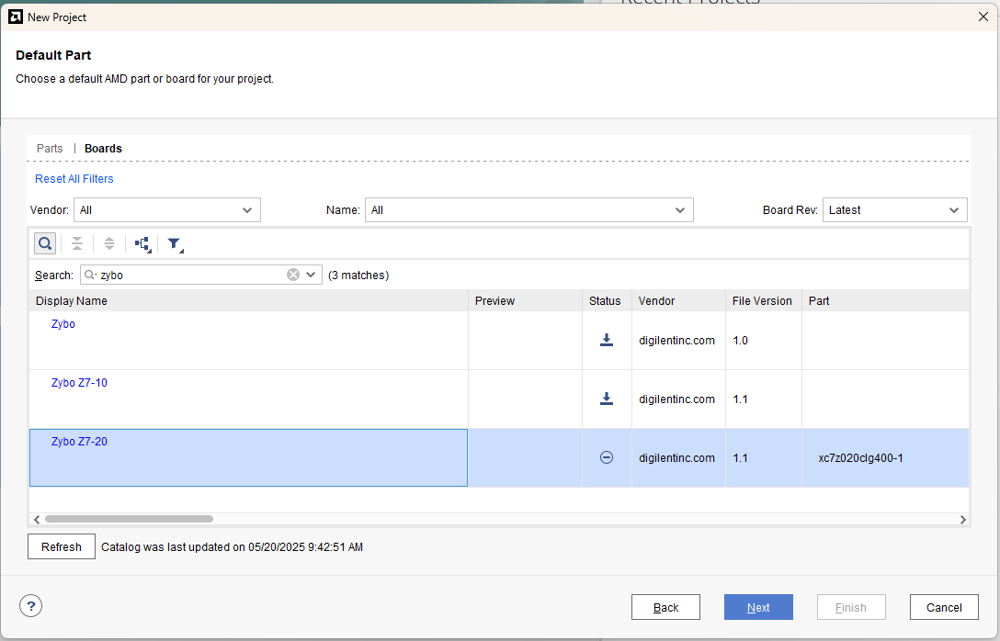 Recent Projects
New Project
Default Part
Choose a default AMD part or board for your project.
Parts | Boards
Reset All Filters
Vendor: All Name: All Board Rev: Latest
Search: zybo (3 matches)
Display Name Preview Status Vendor File Version Part
Zybo digilentinc.com 1.0
Zybo Z7-10 digilentinc.com 1.1
Zybo Z7-20 digilentinc.com 1.1 xc7z020clg400-1
Refresh Catalog was last updated on 05/20/2025 9:42:51 AM
? Back Next Finish Cancel